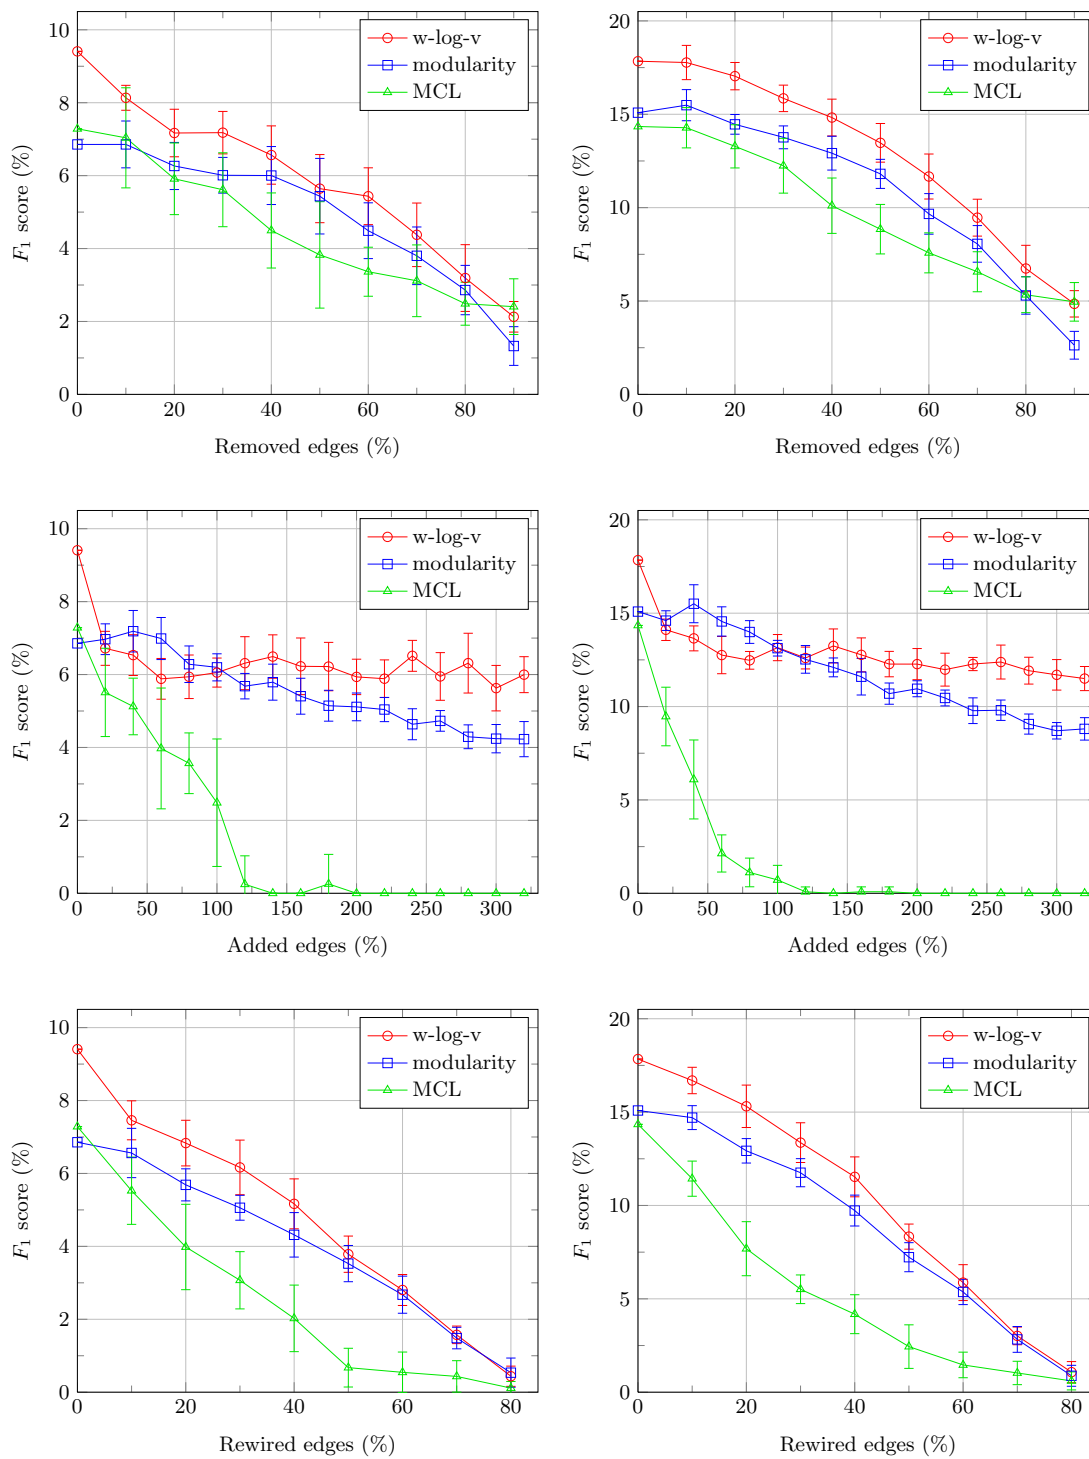 w-log-v
modularity
MCL
10
8
6
4
2
0
F1 score (%)
0 20 40 60 80
Removed edges (%)
w-log-v
modularity
MCL
20
15
10
5
0
F1 score (%)
0 20 40 60 80
Removed edges (%)
w-log-v
modularity
MCL
10
8
6
4
2
0
F1 score (%)
0 50 100 150 200 250 300
Added edges (%)
w-log-v
modularity
MCL
20
15
10
5
0
F1 score (%)
0 50 100 150 200 250 300
Added edges (%)
w-log-v
modularity
MCL
10
8
6
4
2
0
F1 score (%)
0 20 40 60 80
Rewired edges (%)
w-log-v
modularity
MCL
20
15
10
5
0
F1 score (%)
0 20 40 60 80
Rewired edges (%)